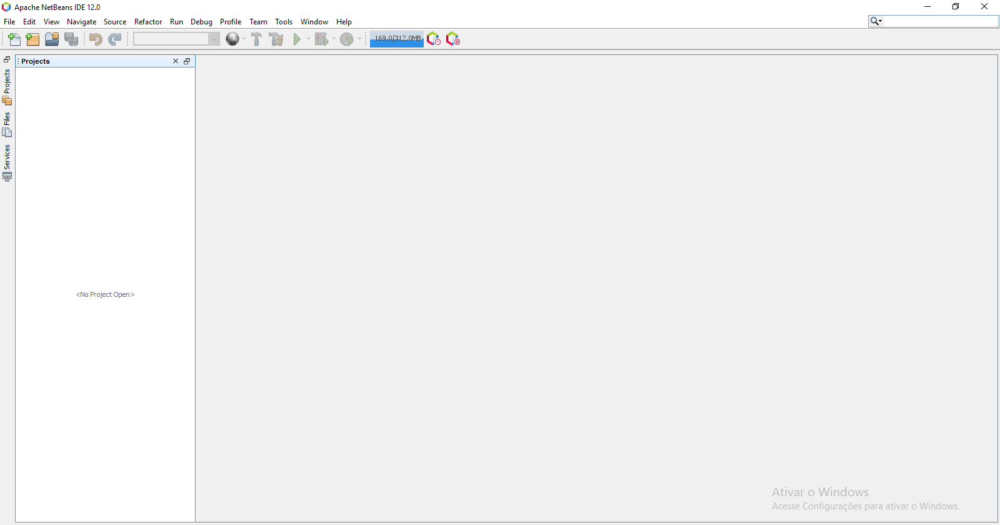 Apache NetBeans IDE 12.0
File Edit View Navigate Source Refactor Run Debug Profile Team Tools Window Help
169,0/312,0MB
Projects
Projects
Files
Services
<No Project Open>
Ativar o Windows
Acesse Configurações para ativar o Windows.